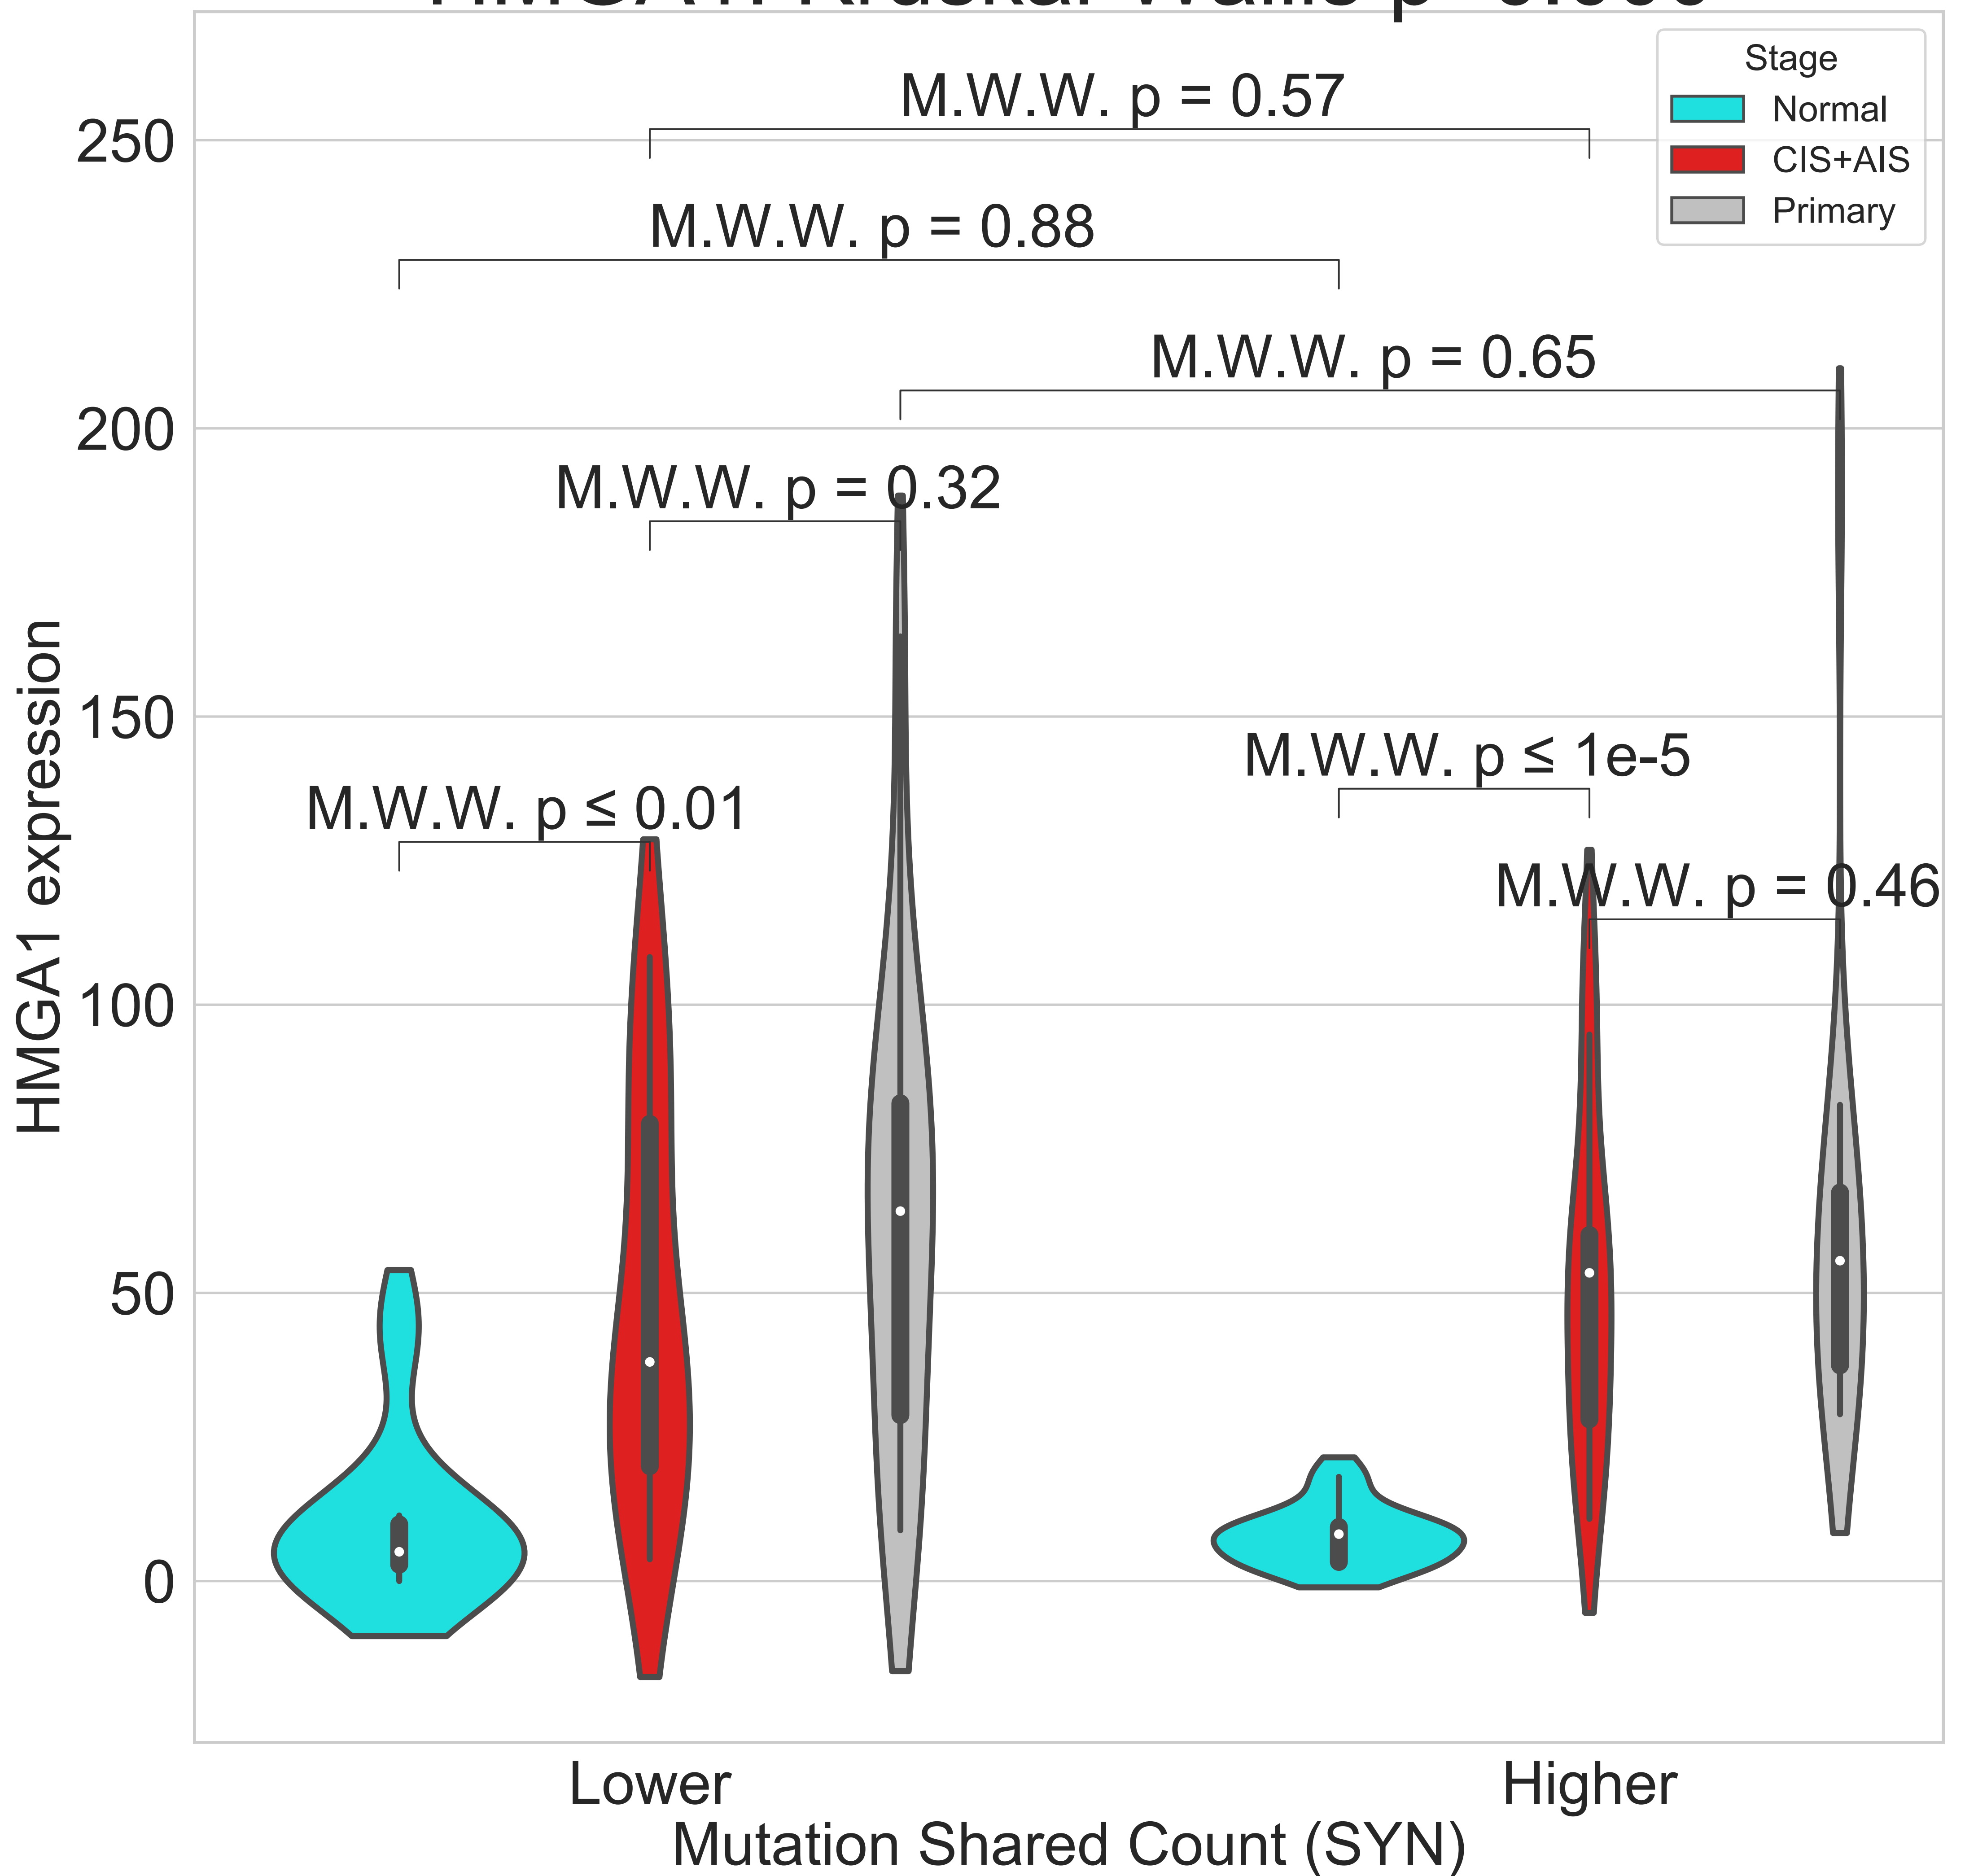 Stage
Normal
CIS+AIS
Primary
M.W.W. p = 0.57
M.W.W. p = 0.88
M.W.W. p = 0.65
M.W.W. p = 0.32
M.W.W. p ≤ 1e-5
M.W.W. p ≤ 0.01
M.W.W. p = 0.46
250
200
150
100
50
0
HMGA1 expression
Lower
Higher
Mutation Shared Count (SYN)